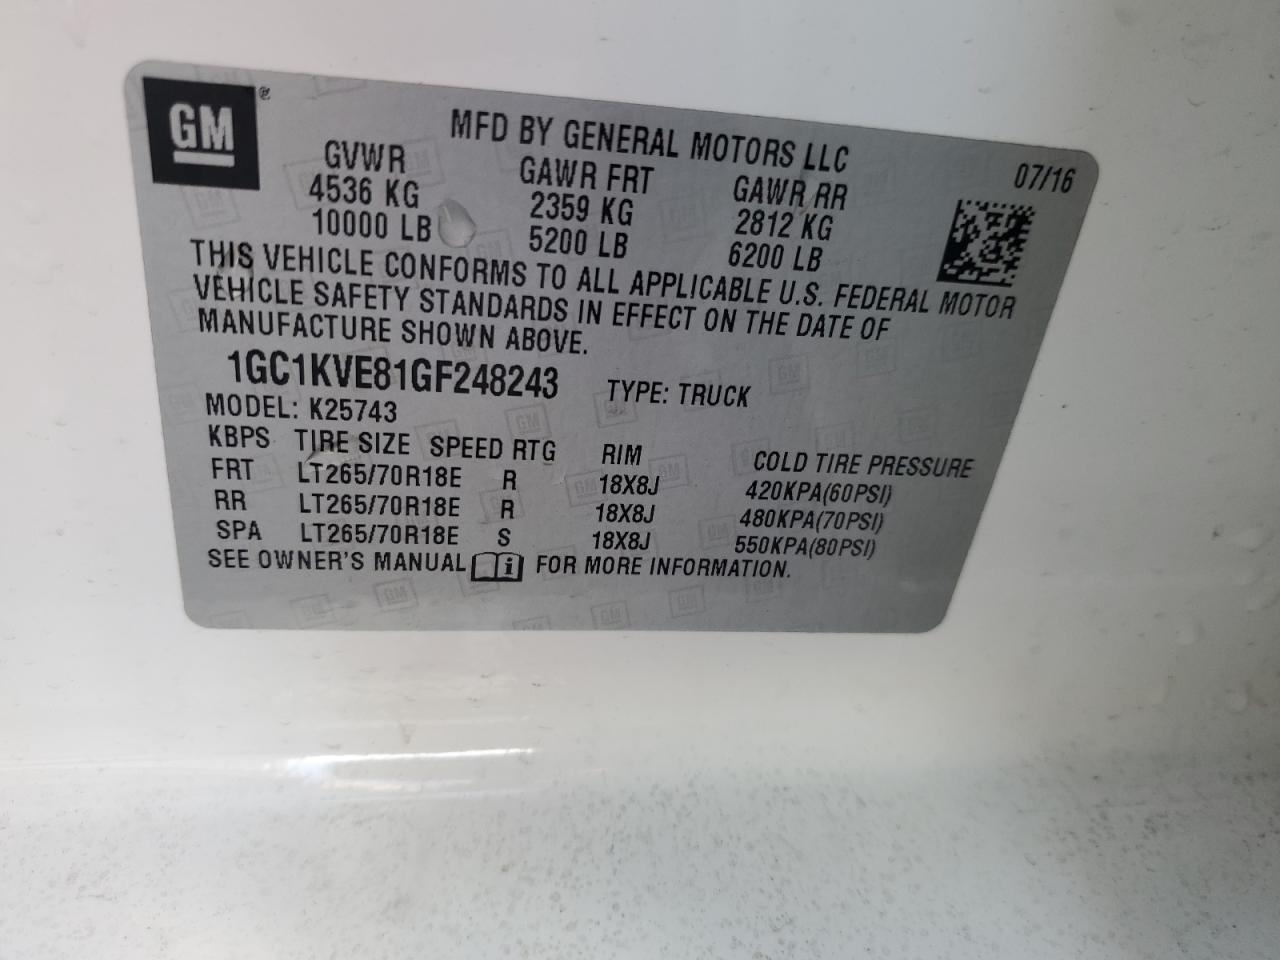 GM ®
MFD BY GENERAL MOTORS LLC
07/16
GVWR GAWR FRT GAWR RR
4536 KG 2359 KG 2812 KG
10000 LB 5200 LB 6200 LB
THIS VEHICLE CONFORMS TO ALL APPLICABLE U.S. FEDERAL MOTOR
VEHICLE SAFETY STANDARDS IN EFFECT ON THE DATE OF
MANUFACTURE SHOWN ABOVE.
1GC1KVE81GF248243 TYPE: TRUCK
MODEL: K25743
KBPS TIRE SIZE SPEED RTG RIM COLD TIRE PRESSURE
FRT LT265/70R18E R 18X8J 420KPA(60PSI)
RR LT265/70R18E R 18X8J 480KPA(70PSI)
SPA LT265/70R18E S 18X8J 550KPA(80PSI)
SEE OWNER'S MANUAL i FOR MORE INFORMATION.